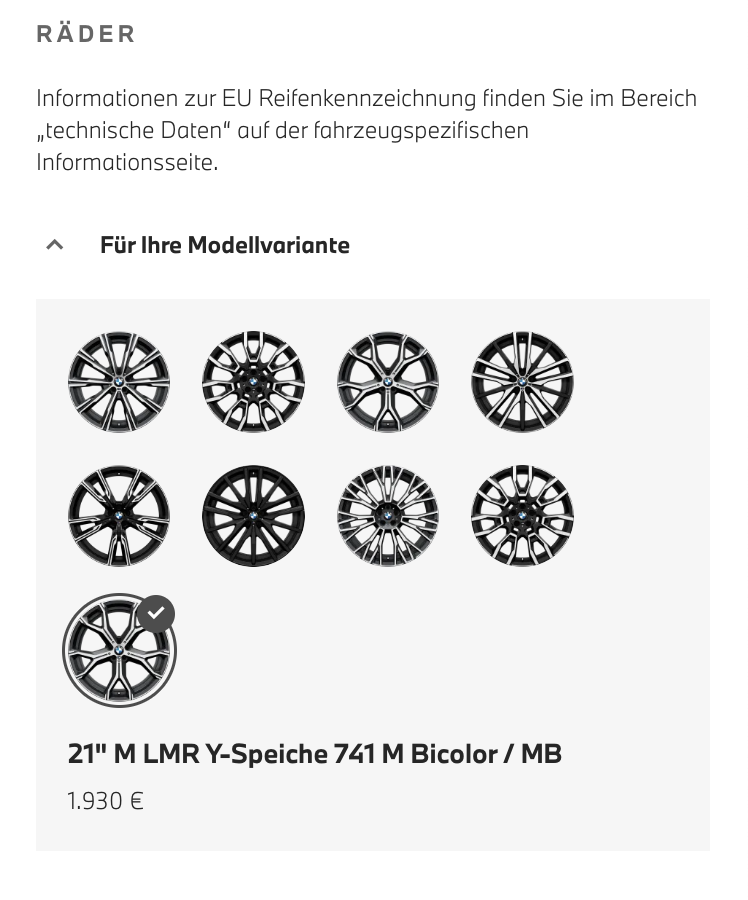 RÄDER
Informationen zur EU Reifenkennzeichnung finden Sie im Bereich
„technische Daten“ auf der fahrzeugspezifischen
Informationsseite.
Für Ihre Modellvariante
21" M LMR Y-Speiche 741 M Bicolor / MB
1.930 €